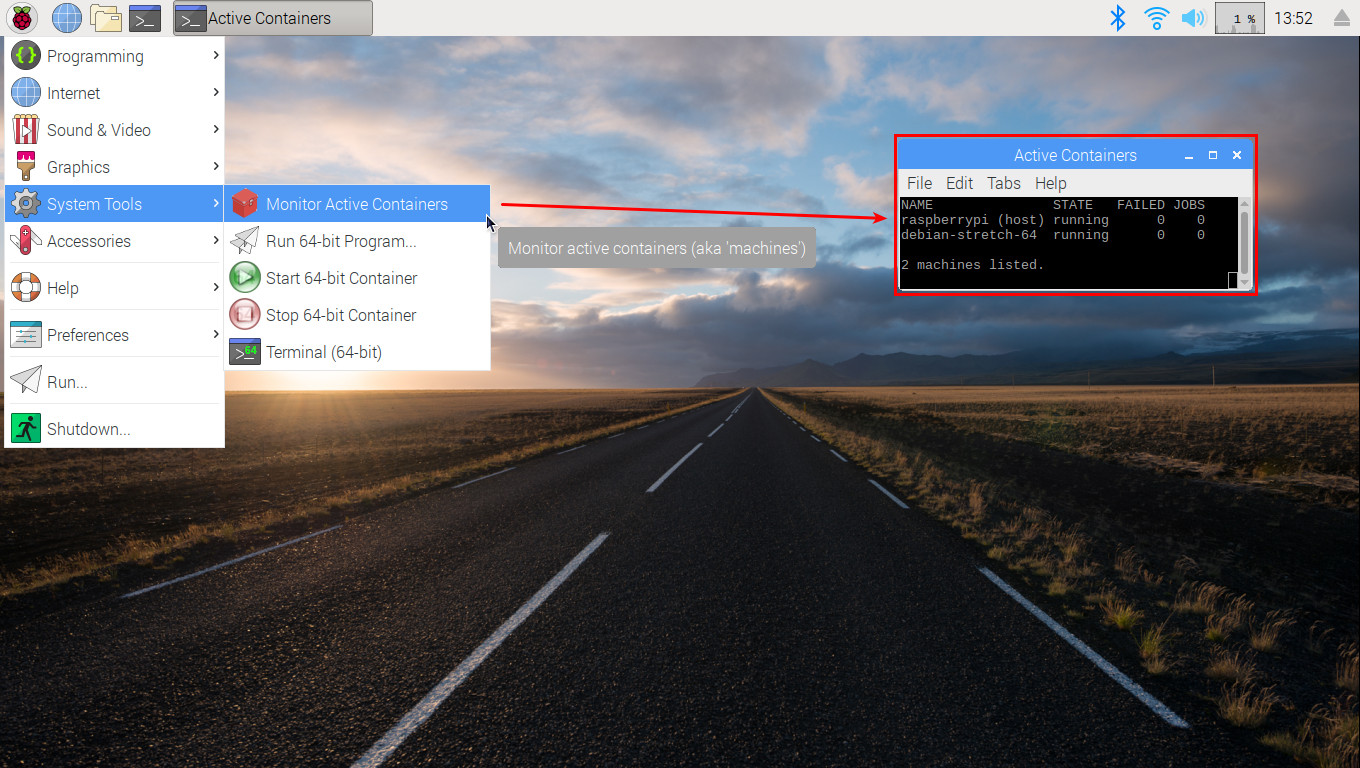 Active Containers
1 %
13:52
Programming
Internet
Sound & Video
Graphics
System Tools
Accessories
Help
Preferences
Run...
Shutdown...
Monitor Active Containers
Run 64-bit Program...
Start 64-bit Container
Stop 64-bit Container
64
Terminal (64-bit)
Monitor active containers (aka 'machines')
Active Containers
File Edit Tabs Help
NAME STATE FAILED JOBS
raspberrypi (host) running 0 0
debian-stretch-64 running 0 0
2 machines listed.